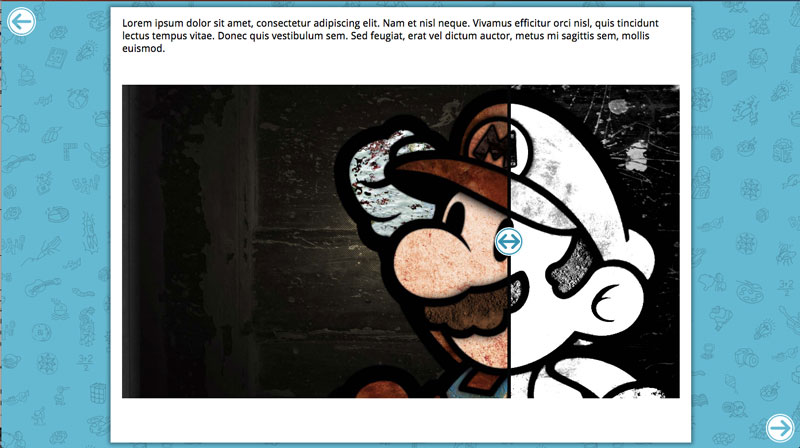 Lorem ipsum dolor sit amet, consectetur adipiscing elit. Nam et nisl neque. Vivamus efficitur orci nisl, quis tincidunt
lectus tempus vitae. Donec quis vestibulum sem. Sed feugiat, erat vel dictum auctor, metus mi sagittis sem, mollis
euismod.
M